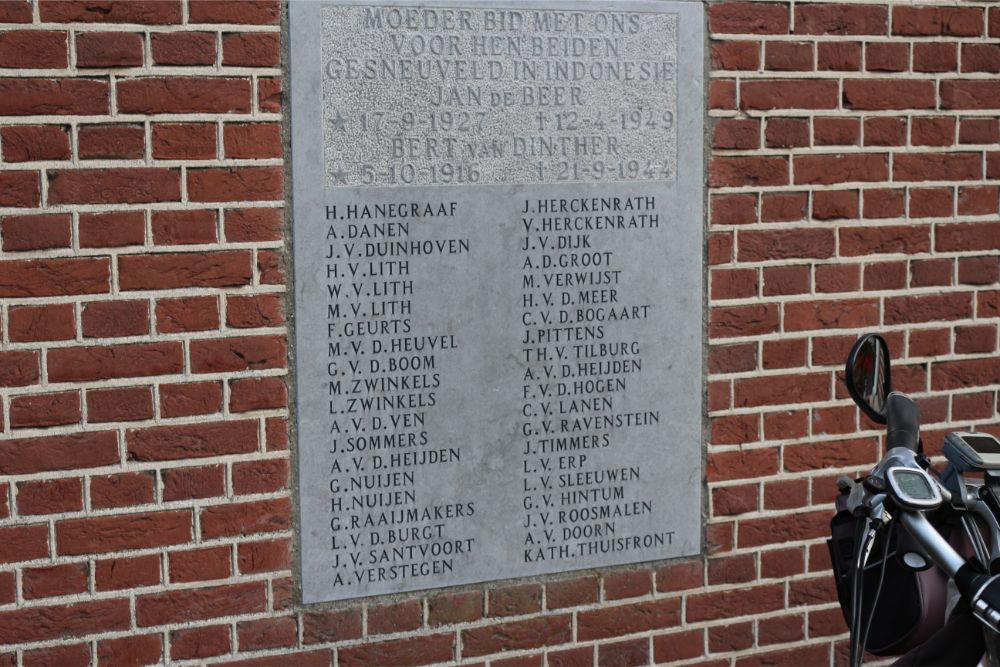 MOEDER BID MET ONS
VOOR HEN BEIDEN
GESNEUVELD IN INDONESIE
JAN DE BEER
★ 17-9-1927 † 12-4-1949
BERT VAN DINTHER
★ 5-10-1916 † 21-9-1944
H. HANEGRAAF
A. DANEN
J. V. DUINHOVEN
H. V. LITH
W. V. LITH
M. V. LITH
F. GEURTS
M. V. D. HEUVEL
G. V. D. BOOM
M. ZWINKELS
L. ZWINKELS
A. V. D. VEN
J. SOMMERS
A. V. D. HEIJDEN
G. NUIJEN
H. NUIJEN
G. RAAIJMAKERS
L. V. D. BURGT
J. V. SANTVOORT
A. VERSTEGEN
J. HERCKENRATH
V. HERCKENRATH
J. V. DIJK
A. D. GROOT
M. VERWIJST
H. V. D. MEER
C. V. D. BOGAART
J. PITTENS
TH. V. TILBURG
A. V. D. HEIJDEN
F. V. D. HOGEN
C. V. LANEN
G. V. RAVENSTEIN
J. TIMMERS
L. V. ERP
L. V. SLEEUWEN
G. V. HINTUM
J. V. ROOSMALEN
A. V. DOORN
KATH. THUISFRONT